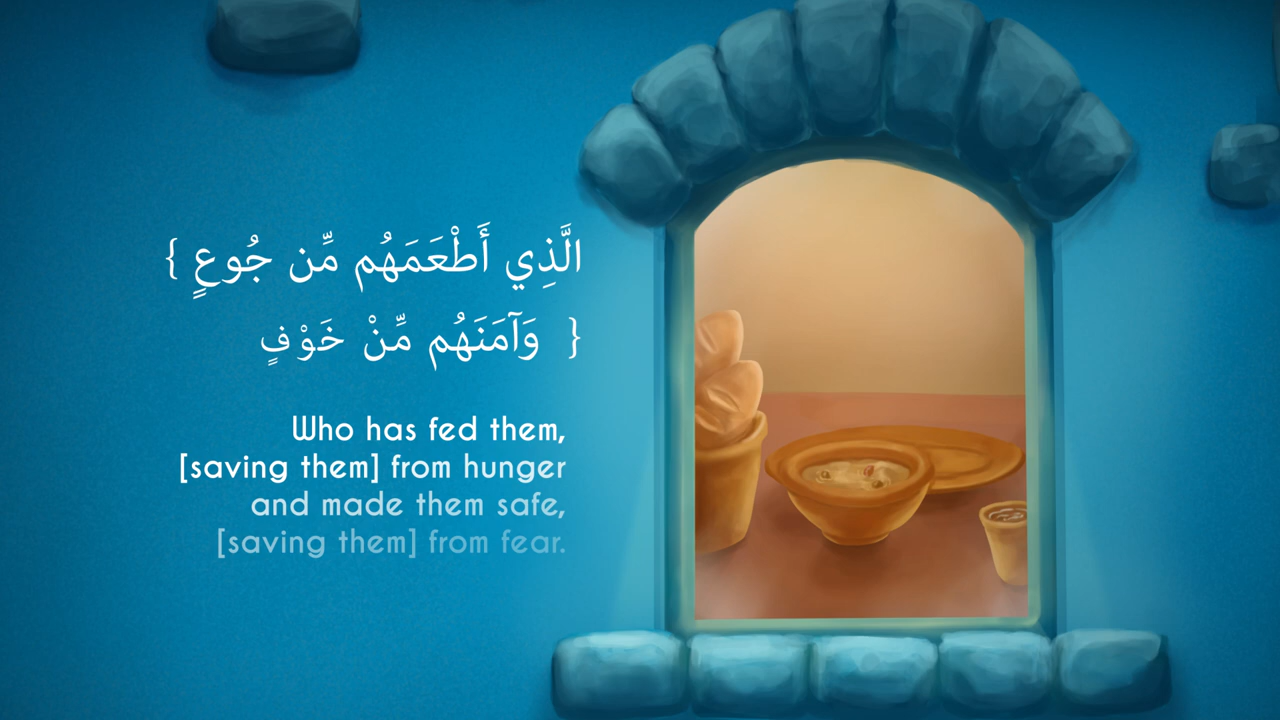 الَّذِي أَطْعَمَهُم مِّن جُوعٍ }
{ وَآمَنَهُم مِّنْ خَوْفٍ
Who has fed them,
[saving them] from hunger
and made them safe,
[saving them] from fear.